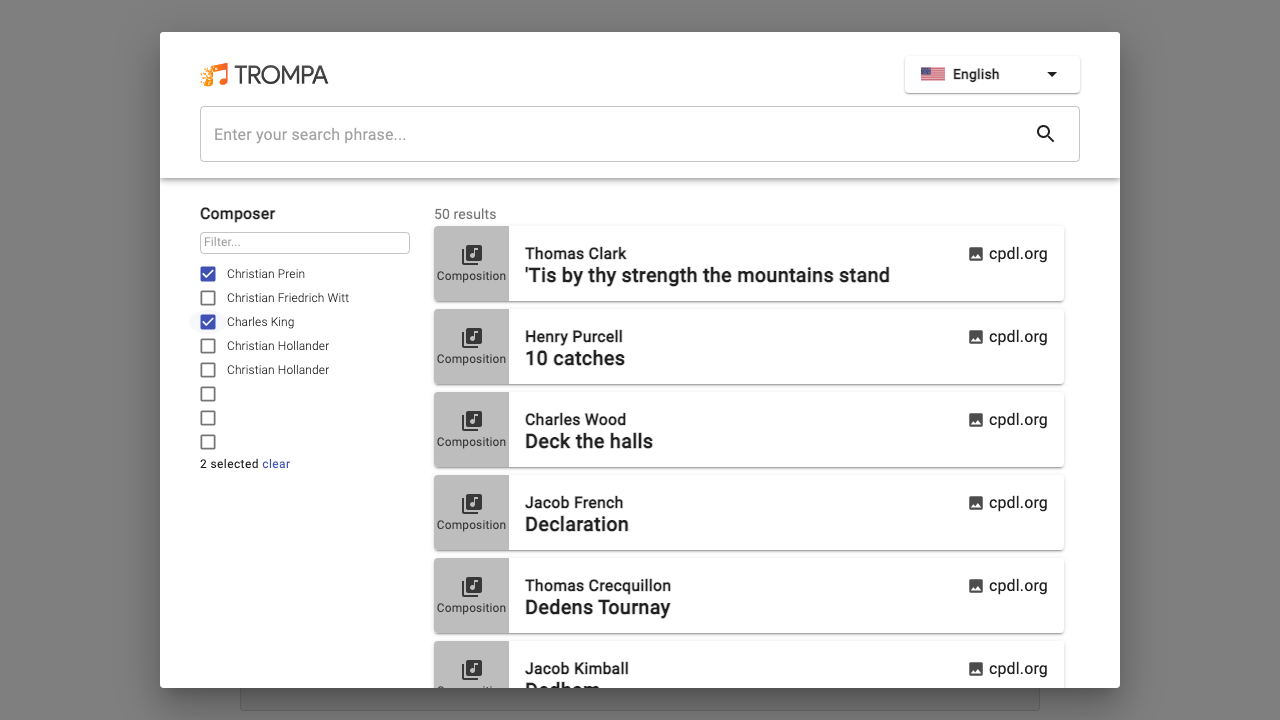 TROMPA
English
Enter your search phrase...
Composer
Filter...
Christian Prein
Christian Friedrich Witt
Charles King
Christian Hollander
Christian Hollander
2 selected clear
50 results
Composition
Thomas Clark
'Tis by thy strength the mountains stand
cpdl.org
Composition
Henry Purcell
10 catches
cpdl.org
Composition
Charles Wood
Deck the halls
cpdl.org
Composition
Jacob French
Declaration
cpdl.org
Composition
Thomas Crecquillon
Dedens Tournay
cpdl.org
Composition
Jacob Kimball
Dedham
cpdl.org